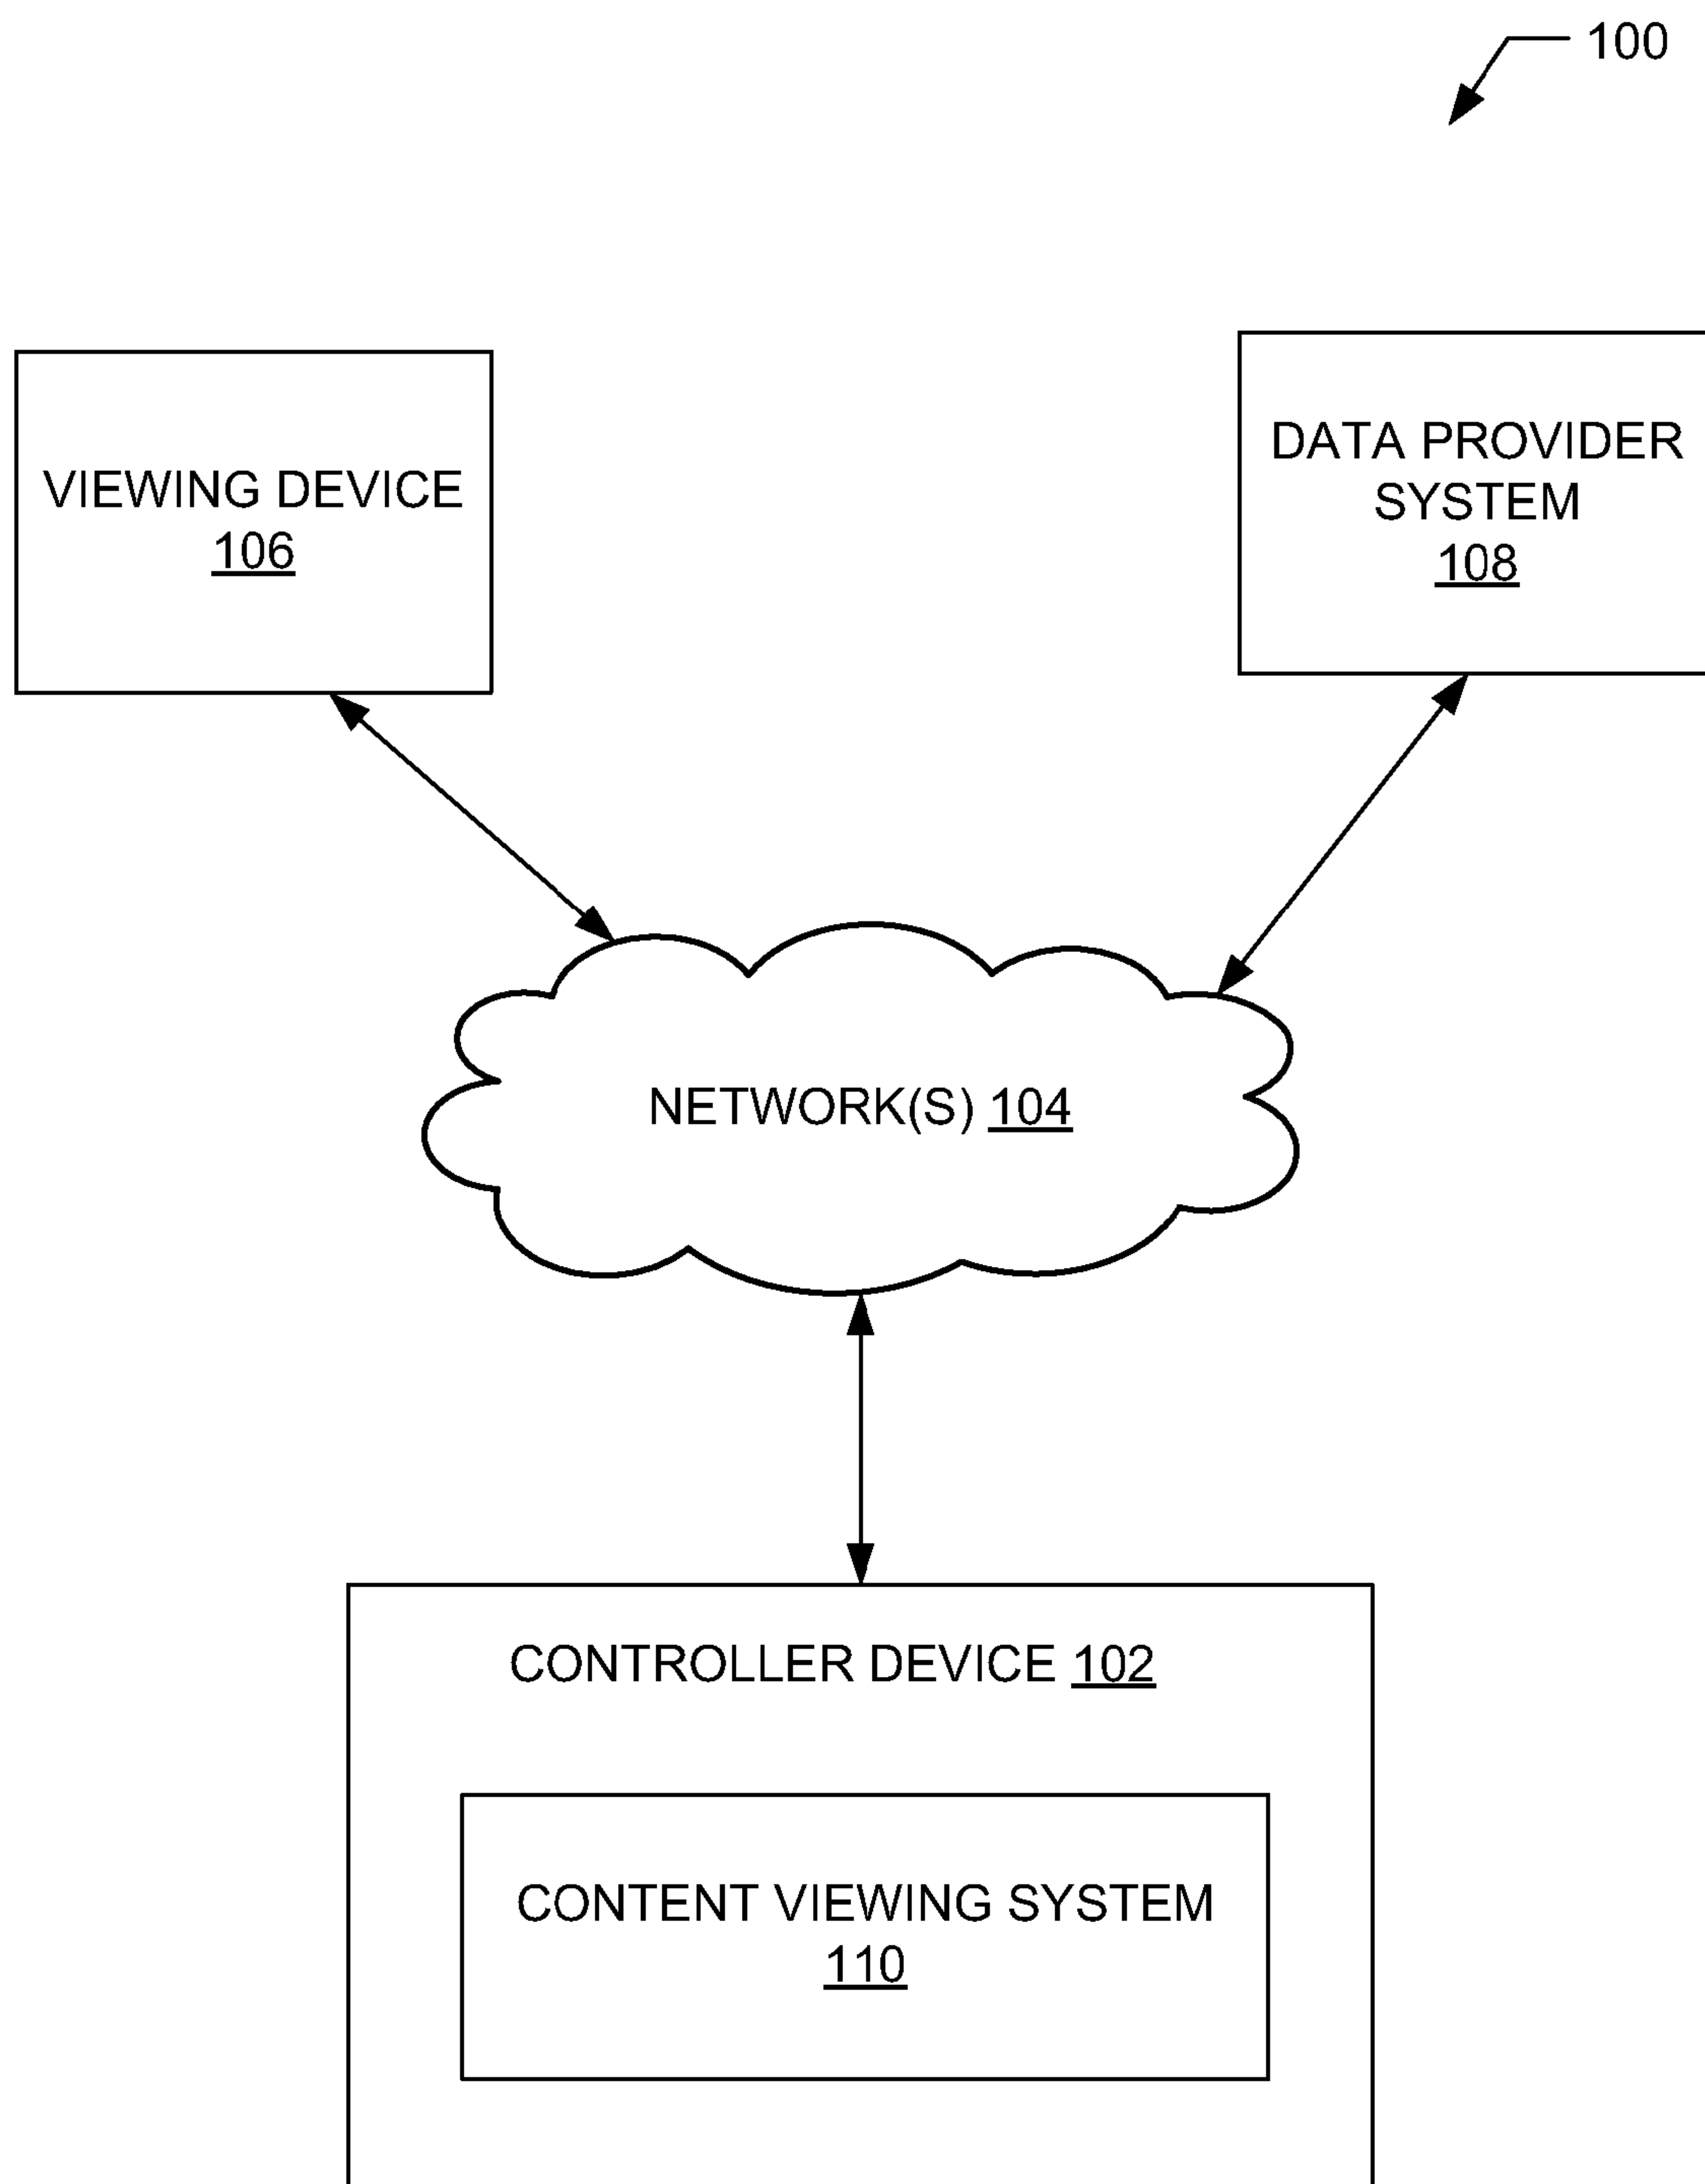 100
VIEWING DEVICE
106
DATA PROVIDER
SYSTEM
108
NETWORK(S) 104
CONTROLLER DEVICE 102
CONTENT VIEWING SYSTEM
110